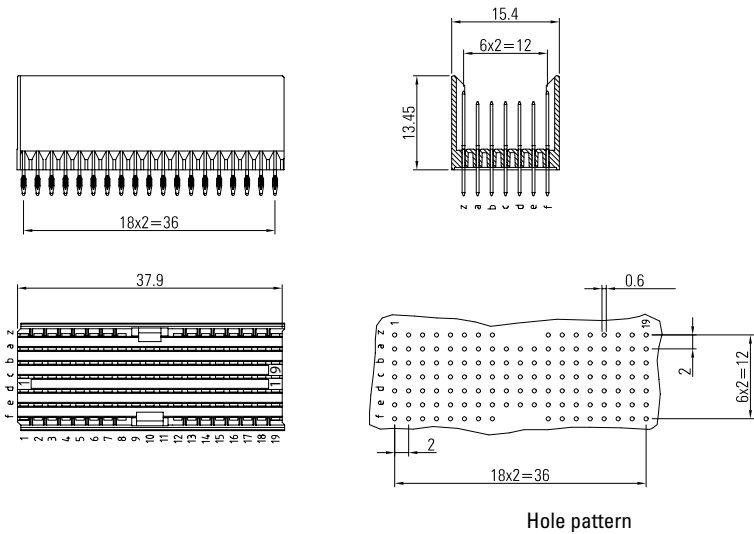 15.4
6x2=12
13.45
z a b c d e f
18x2=36
37.9
z
a
b
c
d
e
f
1
19
19
1 2 3 4 5 6 7 8 9 10 11 12 13 14 15 16 17 18 19
0.6
1
19
z
a
b
c
d
e
f
2
6x2=12
2
18x2=36
Hole pattern